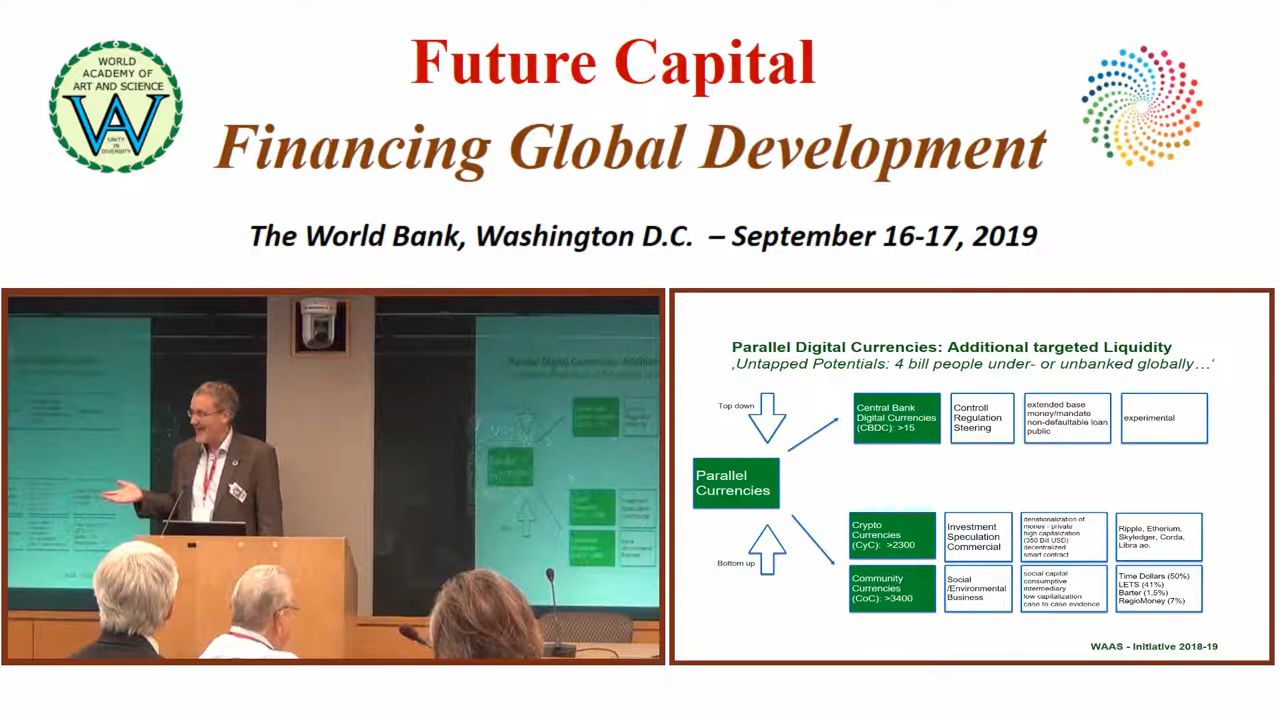 WORLD
ACADEMY OF
ART AND SCIENCE
UNITY
IN
DIVERSITY
Future Capital
Financing Global Development
The World Bank, Washington D.C. – September 16-17, 2019
Parallel Digital Currencies: Additional targeted Liquidity
‚Untapped Potentials: 4 bill people under- or unbanked globally…‘
Top down
Central Bank
Digital Currencies
(CBDC): >15
Controll
Regulation
Steering
extended base
money/mandate
non-defaultable loan
public
experimental
Parallel
Currencies
Bottom up
Crypto
Currencies
(CyC): >2300
Investment
Speculation
Commercial
denationalization of
money - private
high capitalization
(350 Bill USD)
decentralized
smart contract
Ripple, Etherium,
Skyledger, Corda,
Libra ao.
Community
Currencies
(CoC): >3400
Social
/Environmental
Business
social capital
consumptive
intermediary
low capitalization
case to case evidence
Time Dollars (50%)
LETS (41%)
Barter (1,5%)
RegioMoney (7%)
WAAS - Initiative 2018-19